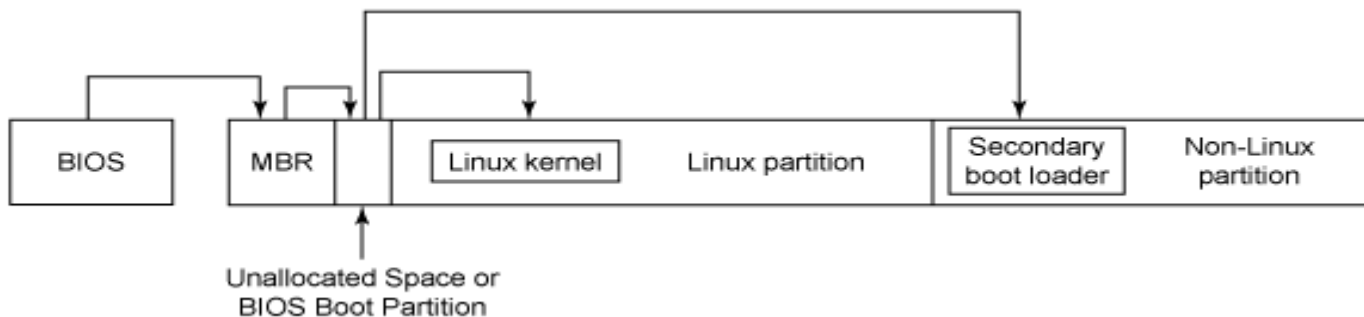 BIOS
MBR
Linux kernel
Linux partition
Secondary
boot loader
Non-Linux
partition
Unallocated Space or
BIOS Boot Partition